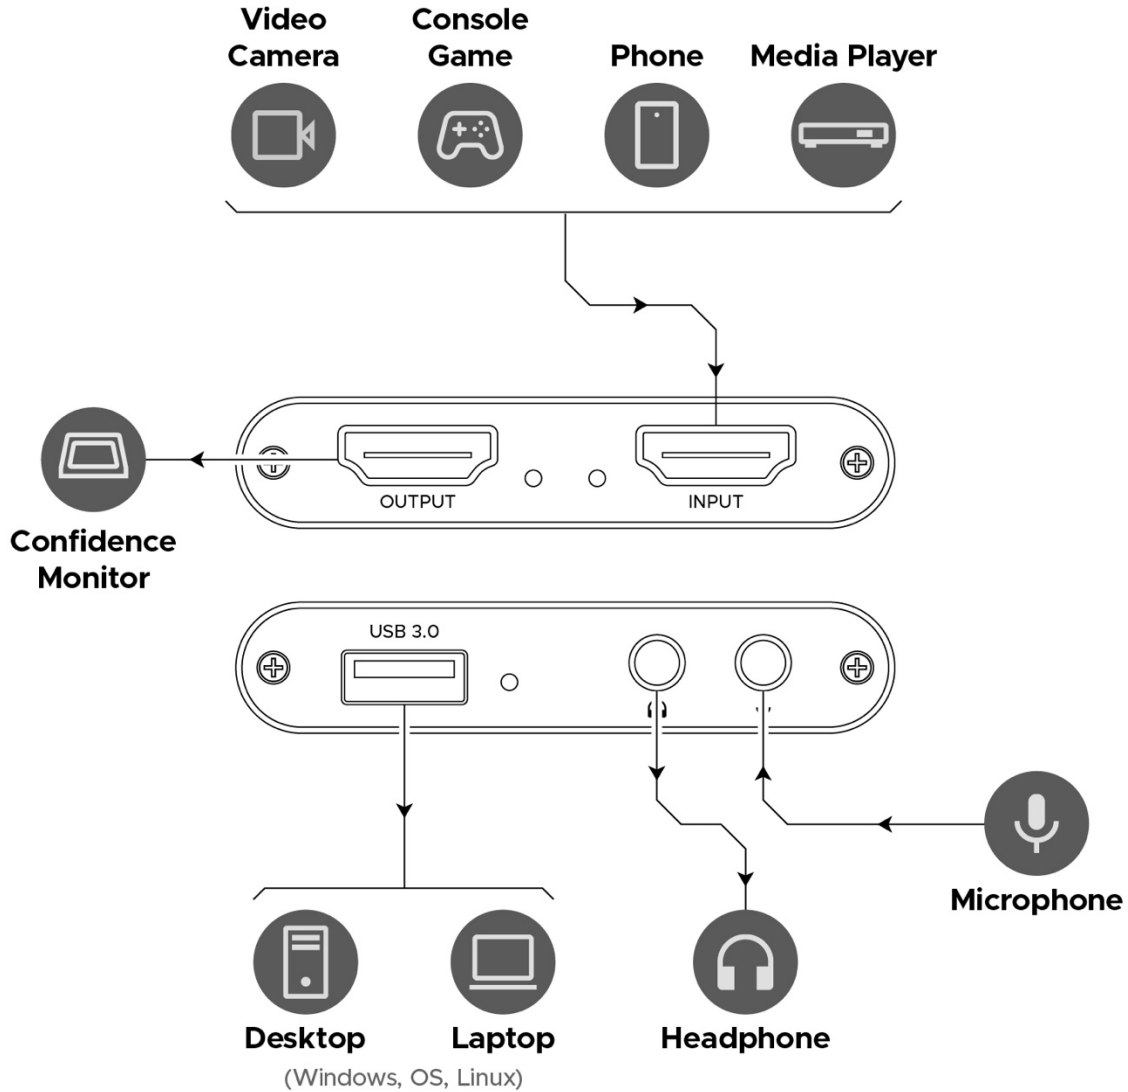 Video
Camera
Console
Game
Phone
Media Player
OUTPUT
INPUT
Confidence
Monitor
USB 3.0
Microphone
Desktop
Laptop
Headphone
(Windows, OS, Linux)